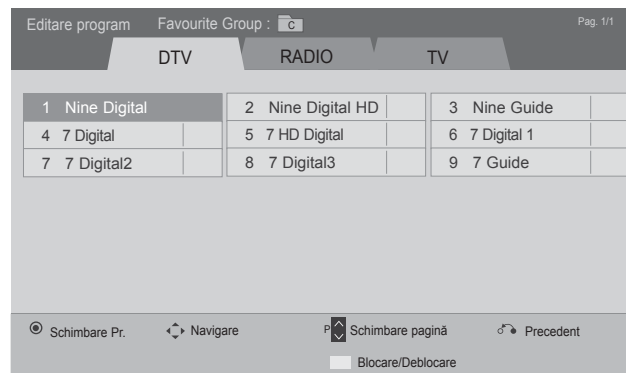 Editare program Favourite Group : C Pag. 1/1
DTV RADIO TV
1 Nine Digital 2 Nine Digital HD 3 Nine Guide
4 7 Digital 5 7 HD Digital 6 7 Digital 1
7 7 Digital2 8 7 Digital3 9 7 Guide
Schimbare Pr. Navigare P Schimbare pagină Precedent
Blocare/Deblocare